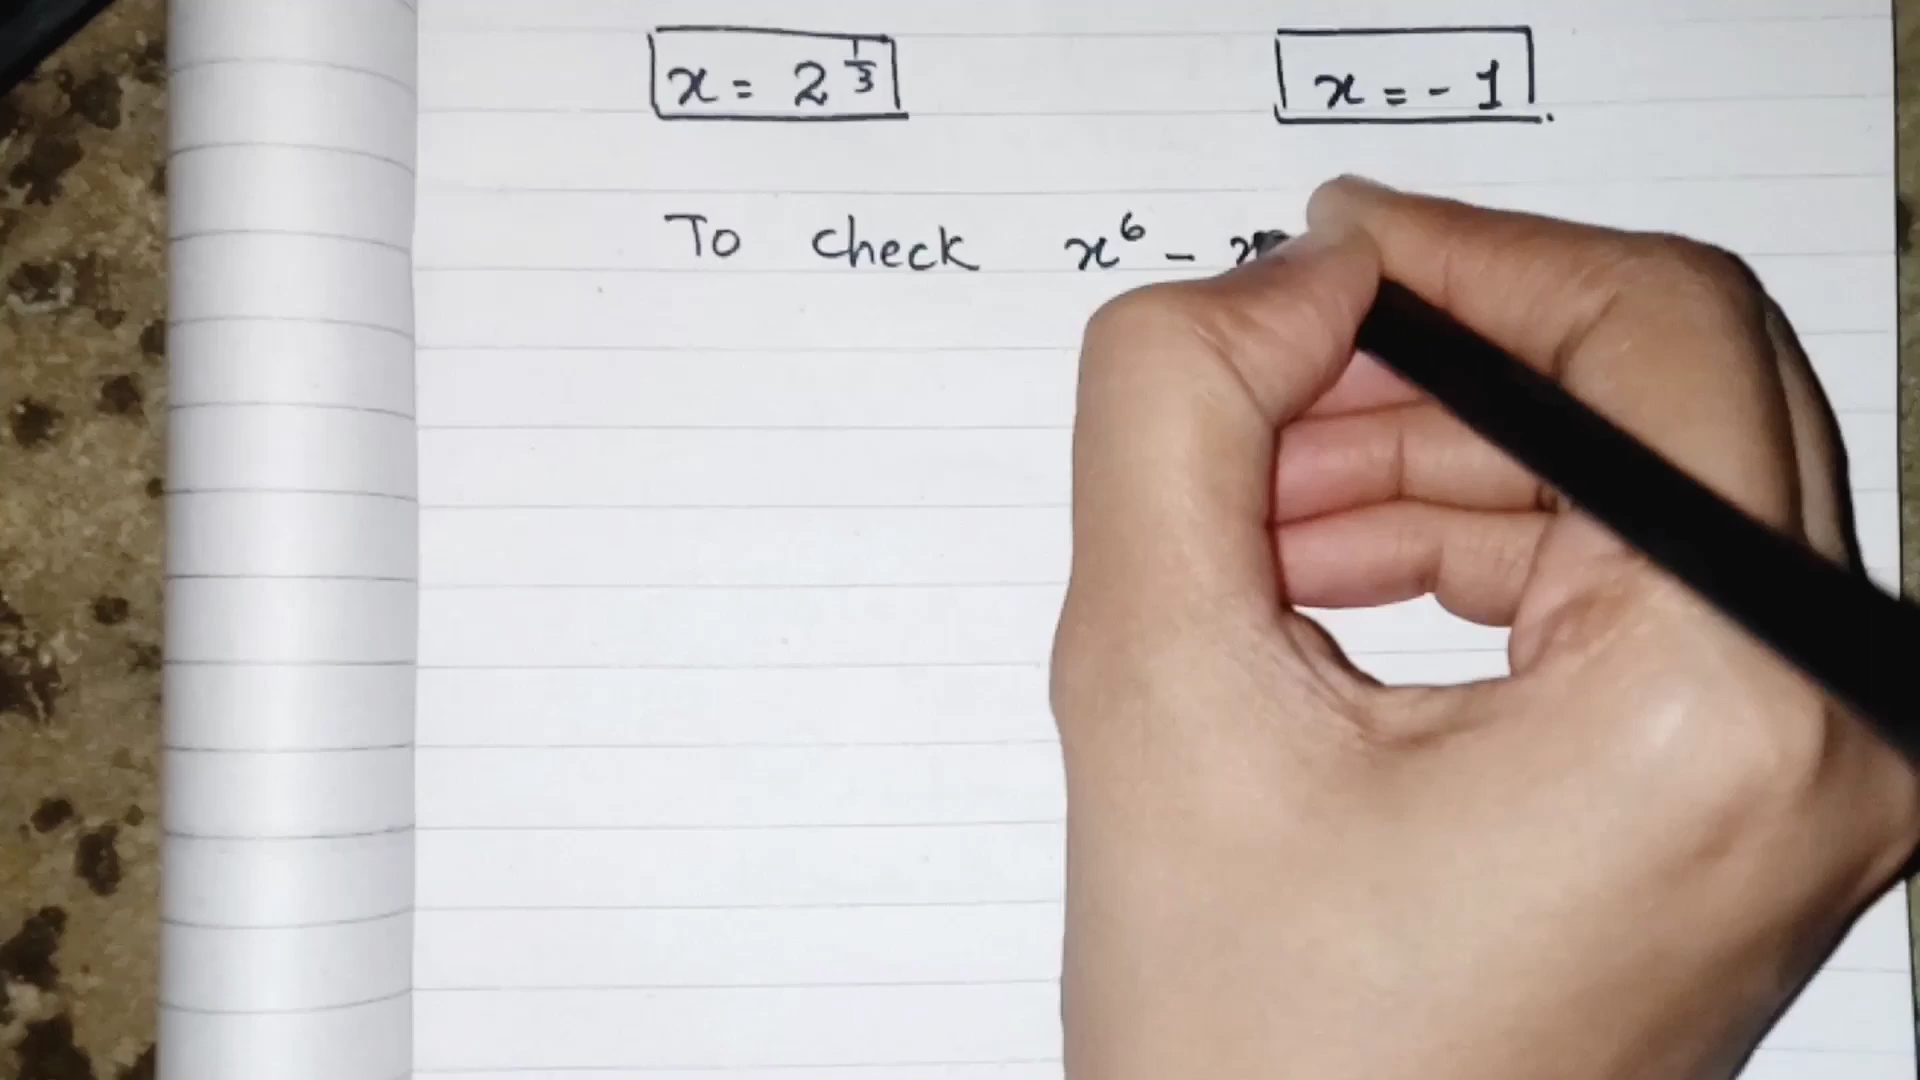 x = 2^{1/3} x = - 1
To check x^6 - x